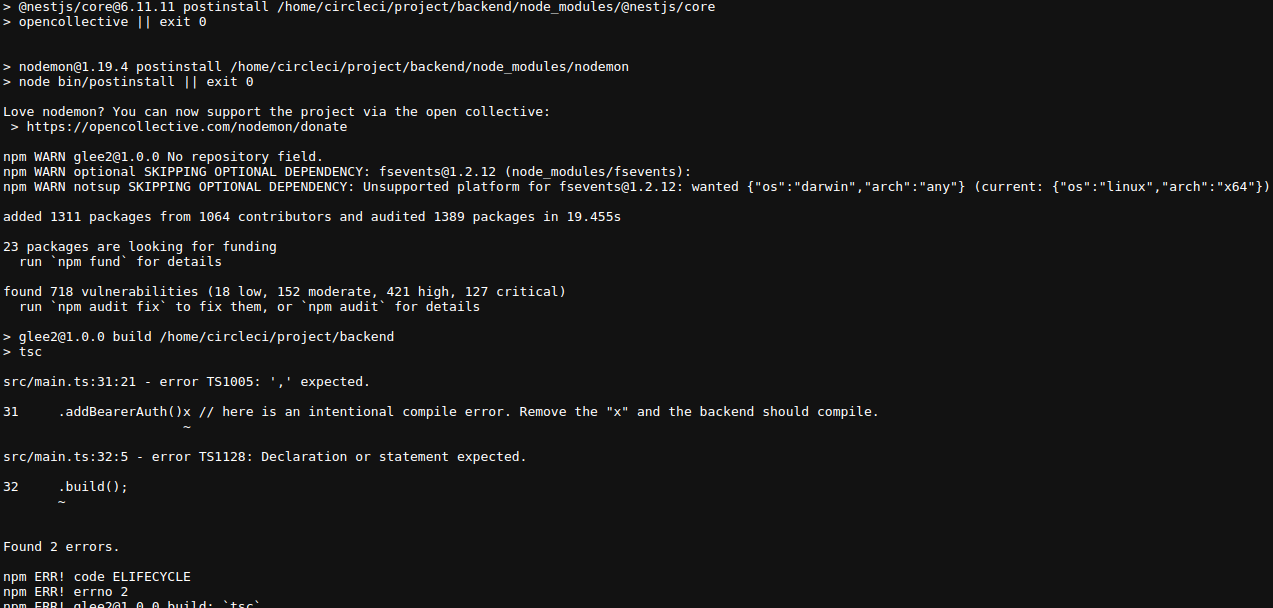 > @nestjs/core@6.11.11 postinstall /home/circleci/project/backend/node_modules/@nestjs/core
> opencollective || exit 0
> nodemon@1.19.4 postinstall /home/circleci/project/backend/node_modules/nodemon
> node bin/postinstall || exit 0
Love nodemon? You can now support the project via the open collective:
 > https://opencollective.com/nodemon/donate
npm WARN glee2@1.0.0 No repository field.
npm WARN optional SKIPPING OPTIONAL DEPENDENCY: fsevents@1.2.12 (node_modules/fsevents):
npm WARN notsup SKIPPING OPTIONAL DEPENDENCY: Unsupported platform for fsevents@1.2.12: wanted {"os":"darwin","arch":"any"} (current: {"os":"linux","arch":"x64"})
added 1311 packages from 1064 contributors and audited 1389 packages in 19.455s
23 packages are looking for funding
  run `npm fund` for details
found 718 vulnerabilities (18 low, 152 moderate, 421 high, 127 critical)
  run `npm audit fix` to fix them, or `npm audit` for details
> glee2@1.0.0 build /home/circleci/project/backend
> tsc
src/main.ts:31:21 - error TS1005: ',' expected.
31     .addBearerAuth()x // here is an intentional compile error. Remove the "x" and the backend should compile.
                       ~
src/main.ts:32:5 - error TS1128: Declaration or statement expected.
32     .build();
       ~
Found 2 errors.
npm ERR! code ELIFECYCLE
npm ERR! errno 2
npm ERR! glee2@1.0.0 build: `tsc`